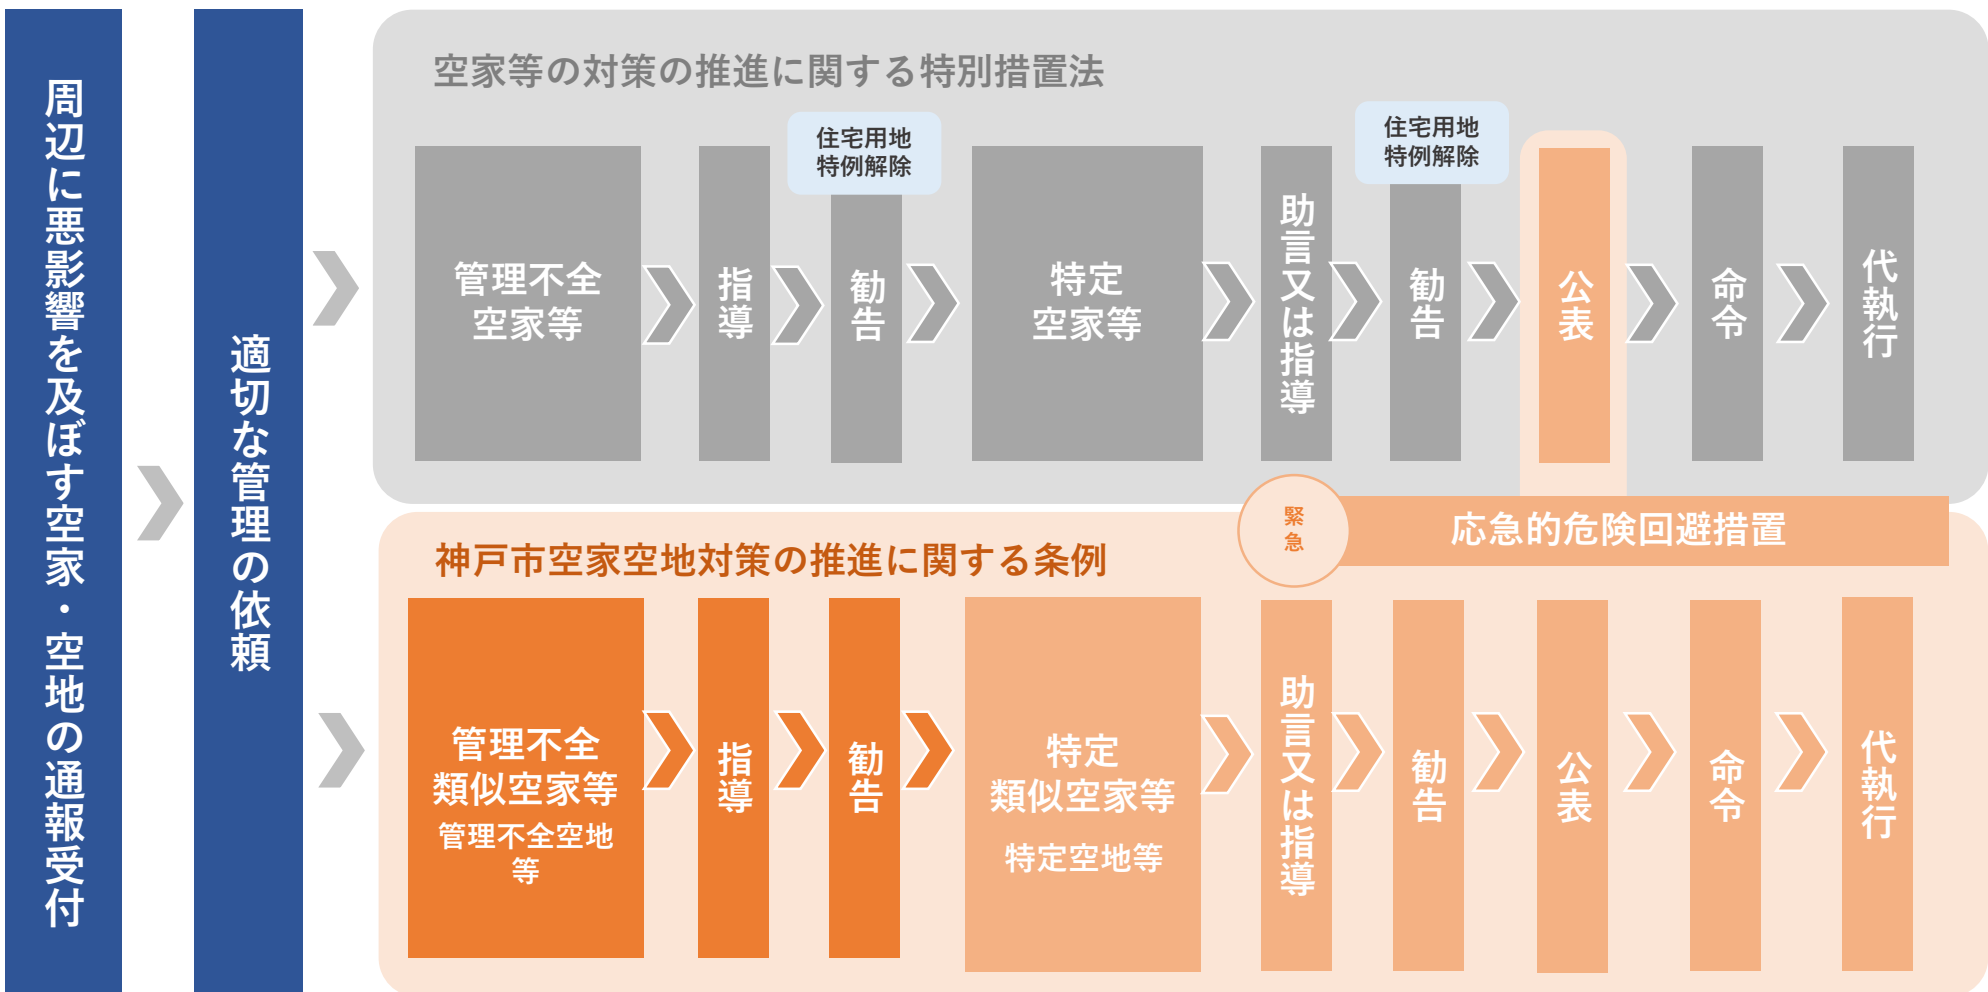 周辺に悪影響を及ぼす空家・空地の通報受付
適切な管理の依頼
空家等の対策の推進に関する特別措置法
管理不全
空家等
指導
住宅用地
特例解除
勧告
特定
空家等
助言又は指導
住宅用地
特例解除
勧告
公表
命令
代執行
緊
急
応急的危険回避措置
神戸市空家空地対策の推進に関する条例
管理不全
類似空家等
管理不全空地
等
指導
勧告
特定
類似空家等
特定空地等
助言又は指導
勧告
公表
命令
代執行